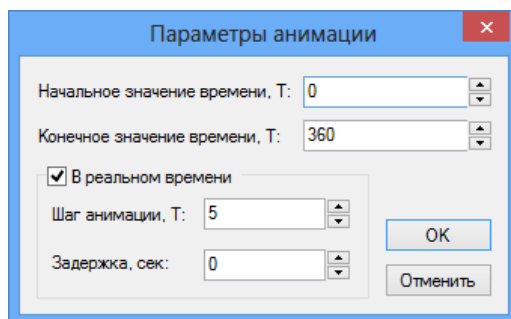 Параметры анимации
Начальное значение времени, Т: 0
Конечное значение времени, Т: 360
В реальном времени
Шаг анимации, Т: 5
Задержка, сек: 0
OK
Отменить